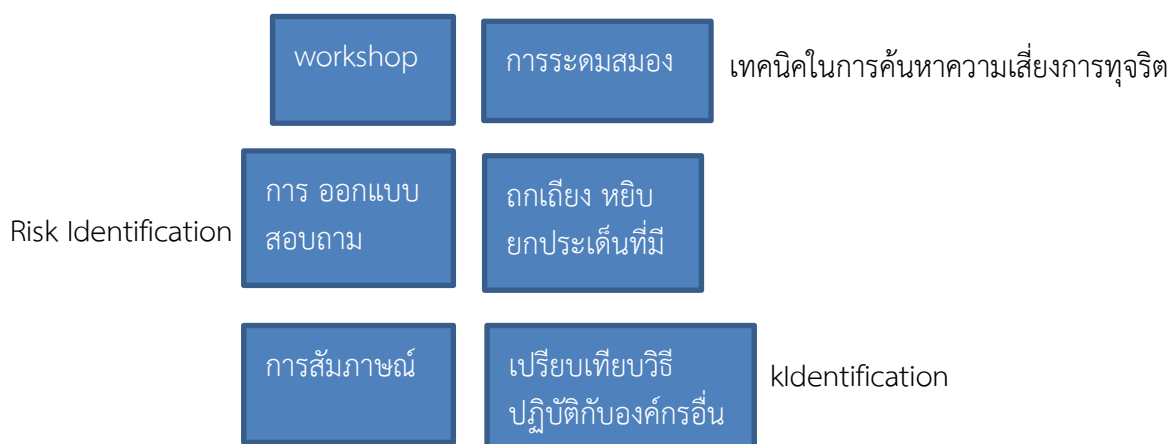 workshop
การระดมสมอง
เทคนิคในการค้นหาความเสี่ยงการทุจริต
Risk Identification
การ ออกแบบ
สอบถาม
ถกเถียง หยิบ
ยกประเด็นที่มี
การสัมภาษณ์
เปรียบเทียบวิธี
ปฏิบัติกับองค์กรอื่น
kIdentification